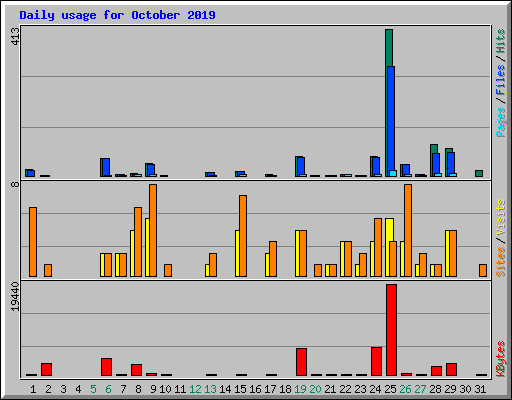 Daily usage for October 2019
413
Pages/Files/Hits
8
Sites/Visits
19440
KBytes
1 2 3 4 5 6 7 8 9 10 11 12 13 14 15 16 17 18 19 20 21 22 23 24 25 26 27 28 29 30 31